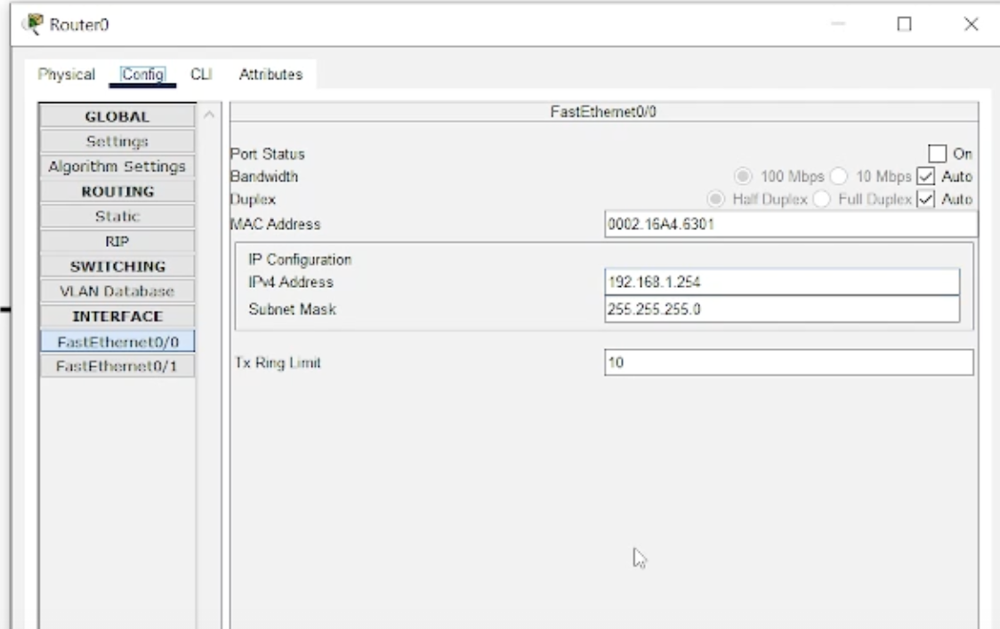 Router0
Physical Config CLI Attributes
GLOBAL
Settings
Algorithm Settings
ROUTING
Static
RIP
SWITCHING
VLAN Database
INTERFACE
FastEthernet0/0
FastEthernet0/1
FastEthernet0/0
Port Status On
Bandwidth 100 Mbps 10 Mbps Auto
Duplex Half Duplex Full Duplex Auto
MAC Address 0002.16A4.6301
IP Configuration
IPv4 Address 192.168.1.254
Subnet Mask 255.255.255.0
Tx Ring Limit 10